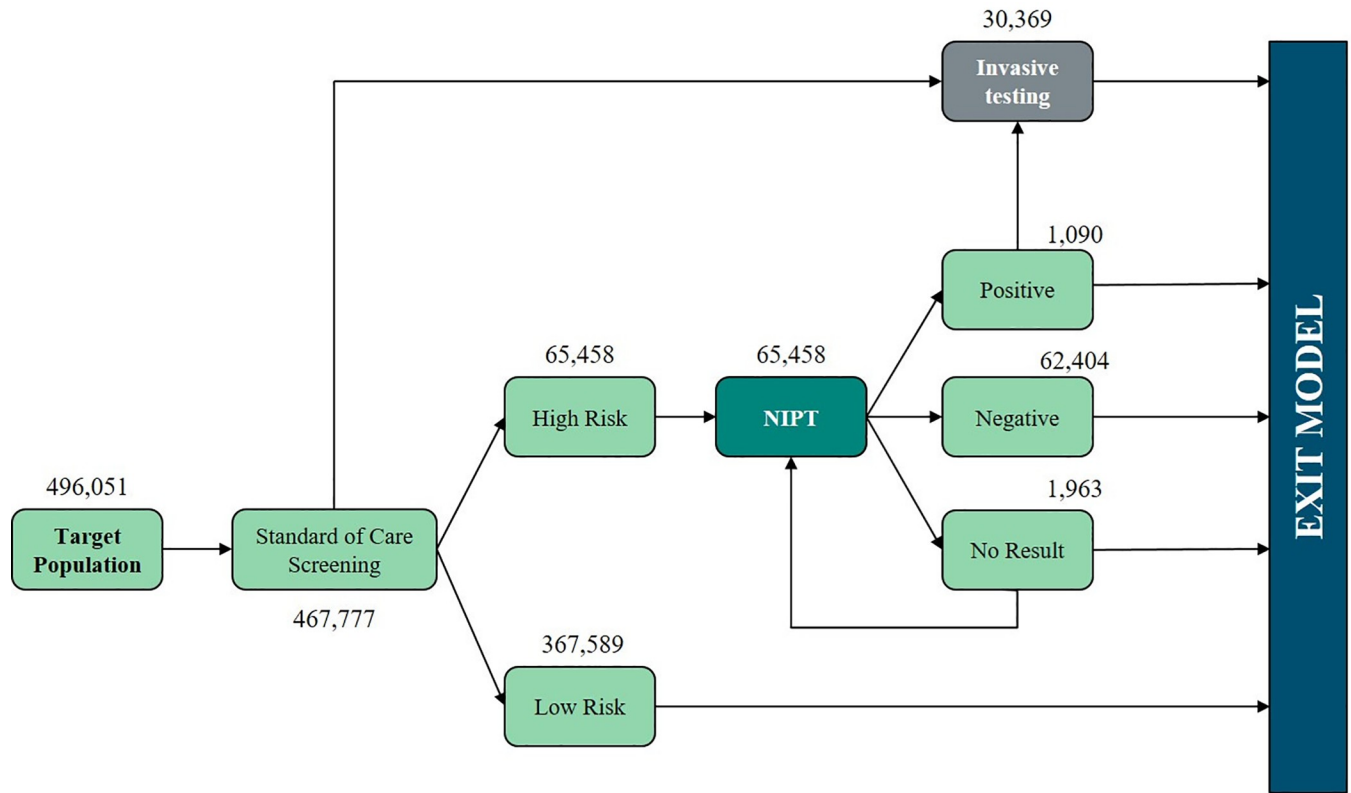 30,369
Invasive
testing
1,090
Positive
65,458
High Risk
65,458
NIPT
62,404
Negative
496,051
Target
Population
Standard of Care
Screening
467,777
1,963
No Result
367,589
Low Risk
EXIT MODEL